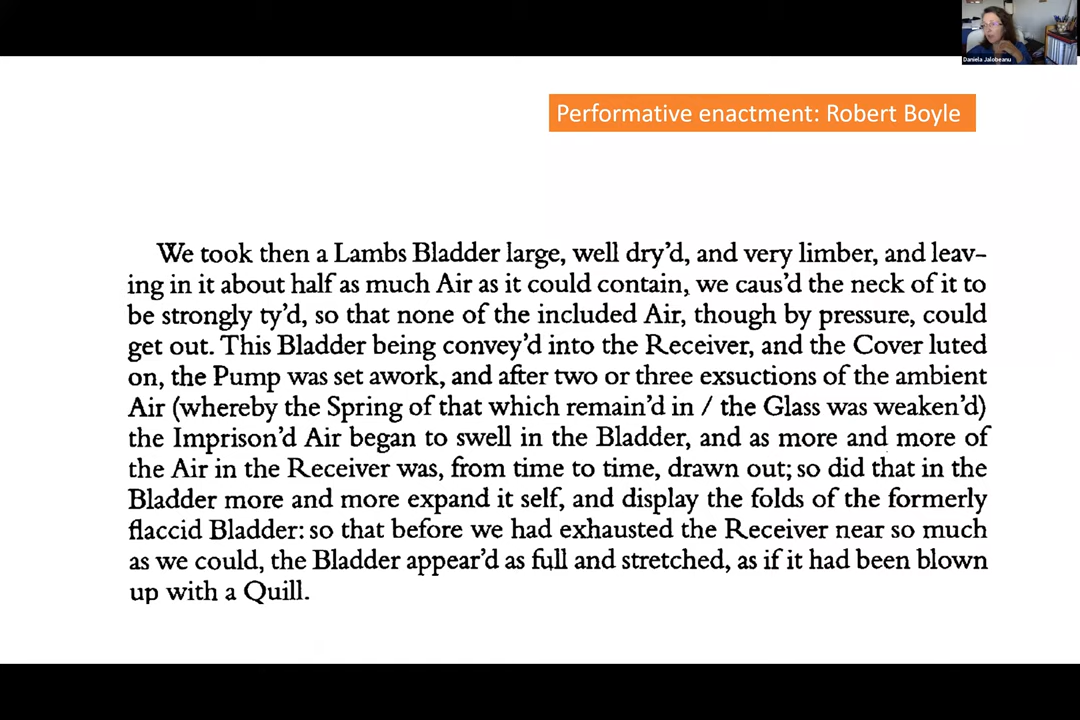 Daniela Jalobeanu
Performative enactment: Robert Boyle
We took then a Lambs Bladder large, well dry'd, and very limber, and leav-
ing in it about half as much Air as it could contain, we caus'd the neck of it to
be strongly ty'd, so that none of the included Air, though by pressure, could
get out. This Bladder being convey'd into the Receiver, and the Cover luted
on, the Pump was set awork, and after two or three exsuctions of the ambient
Air (whereby the Spring of that which remain'd in / the Glass was weaken'd)
the Imprison'd Air began to swell in the Bladder, and as more and more of
the Air in the Receiver was, from time to time, drawn out; so did that in the
Bladder more and more expand it self, and display the folds of the formerly
flaccid Bladder: so that before we had exhausted the Receiver near so much
as we could, the Bladder appear'd as full and stretched, as if it had been blown
up with a Quill.